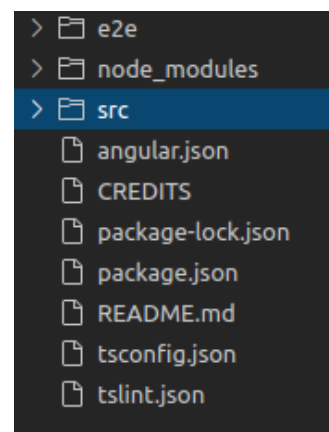 e2e
node_modules
src
angular.json
CREDITS
package-lock.json
package.json
README.md
tsconfig.json
tslint.json